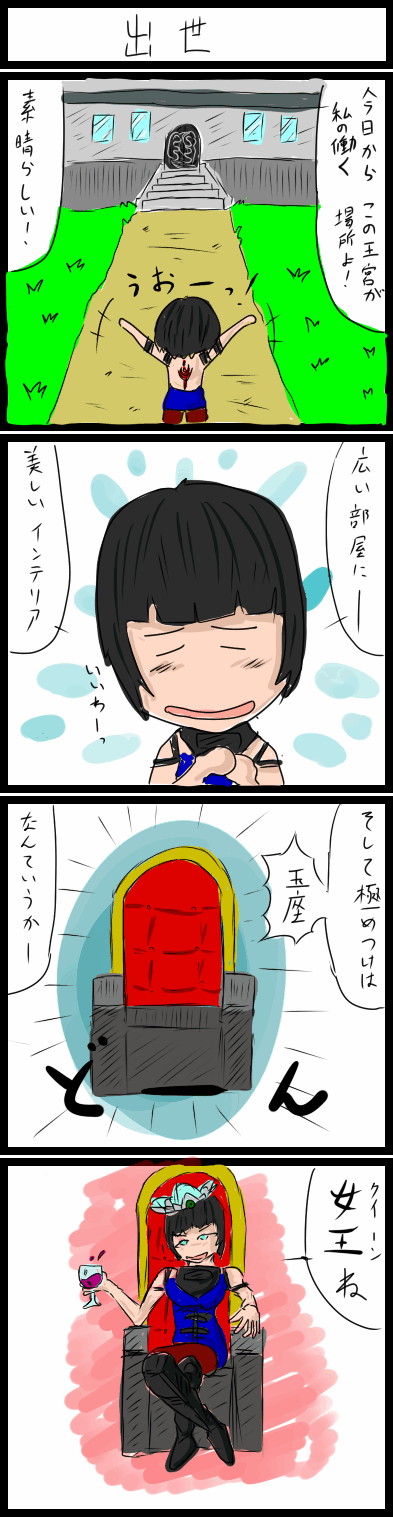 出世
今日から
私の働く
この王宮が
場所よ！
素晴らしい！
うおーっ！
広い部屋にー
美しい インテリア
いいわーっ
そして極めつけは
玉座
なんていうかー
どん
女王ね
クイーン